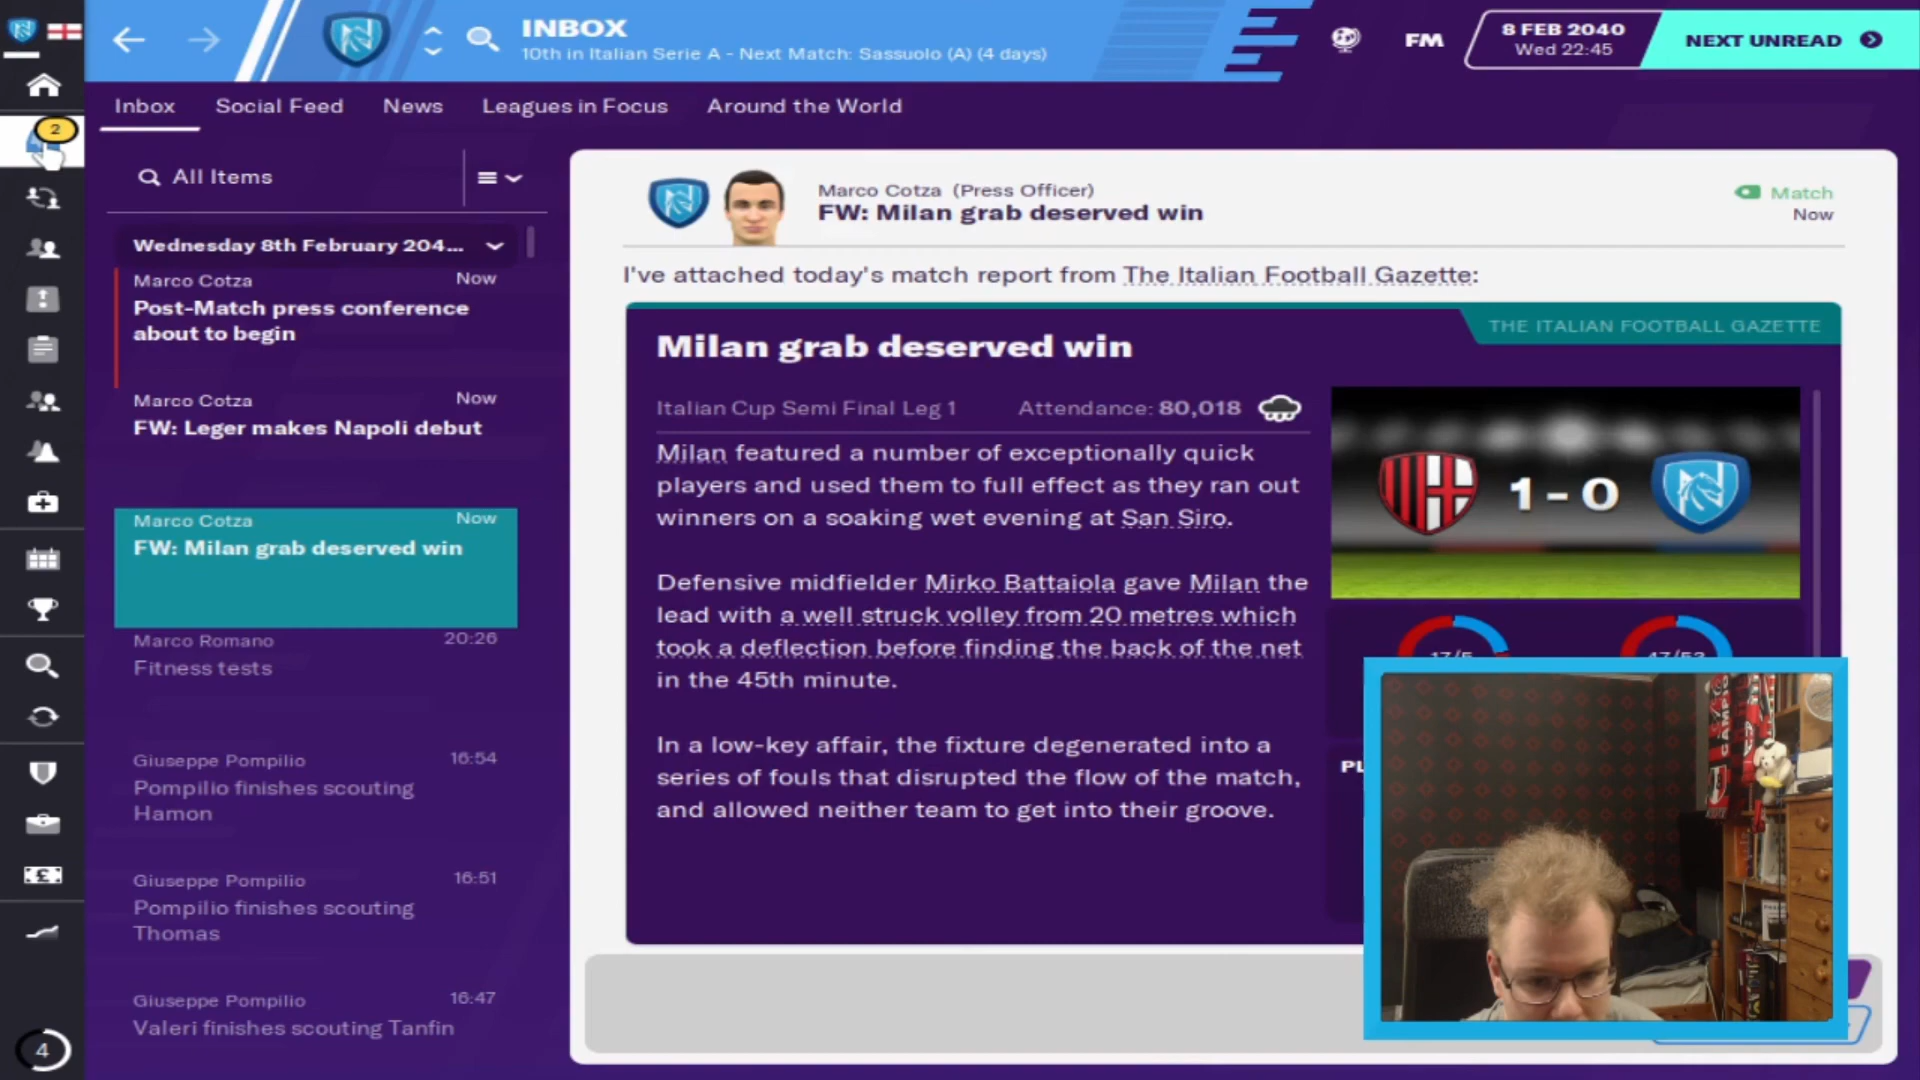 INBOX
10th in Italian Serie A - Next Match: Sassuolo (A) (4 days)
FM
8 FEB 2040
Wed 22:45
NEXT UNREAD
Inbox
Social Feed
News
Leagues in Focus
Around the World
2
All Items
Wednesday 8th February 204...
Marco Cotza
Now
Post-Match press conference
about to begin
Marco Cotza
Now
FW: Leger makes Napoli debut
Marco Cotza
Now
FW: Milan grab deserved win
Marco Romano
20:26
Fitness tests
Giuseppe Pompilio
16:54
Pompilio finishes scouting
Hamon
Giuseppe Pompilio
16:51
Pompilio finishes scouting
Thomas
Giuseppe Pompilio
16:47
Valeri finishes scouting Tanfin
4
Marco Cotza (Press Officer)
FW: Milan grab deserved win
Match
Now
I've attached today's match report from The Italian Football Gazette:
THE ITALIAN FOOTBALL GAZETTE
Milan grab deserved win
Italian Cup Semi Final Leg 1
Attendance: 80,018
Milan featured a number of exceptionally quick
players and used them to full effect as they ran out
winners on a soaking wet evening at San Siro.
Defensive midfielder Mirko Battaiola gave Milan the
lead with a well struck volley from 20 metres which
took a deflection before finding the back of the net
in the 45th minute.
In a low-key affair, the fixture degenerated into a
series of fouls that disrupted the flow of the match,
and allowed neither team to get into their groove.
1 - 0